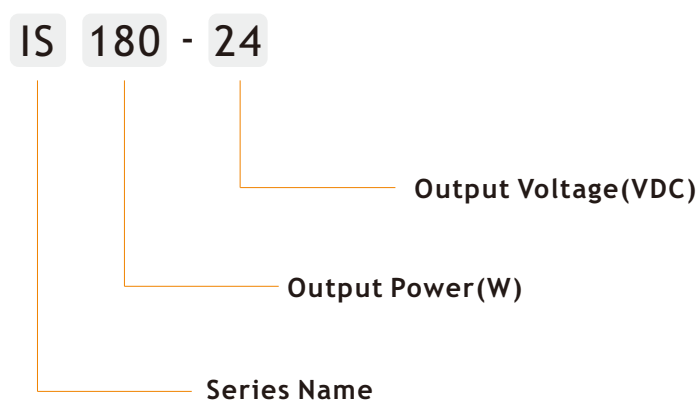 IS 180 - 24
Output Voltage(VDC)
Output Power(W)
Series Name